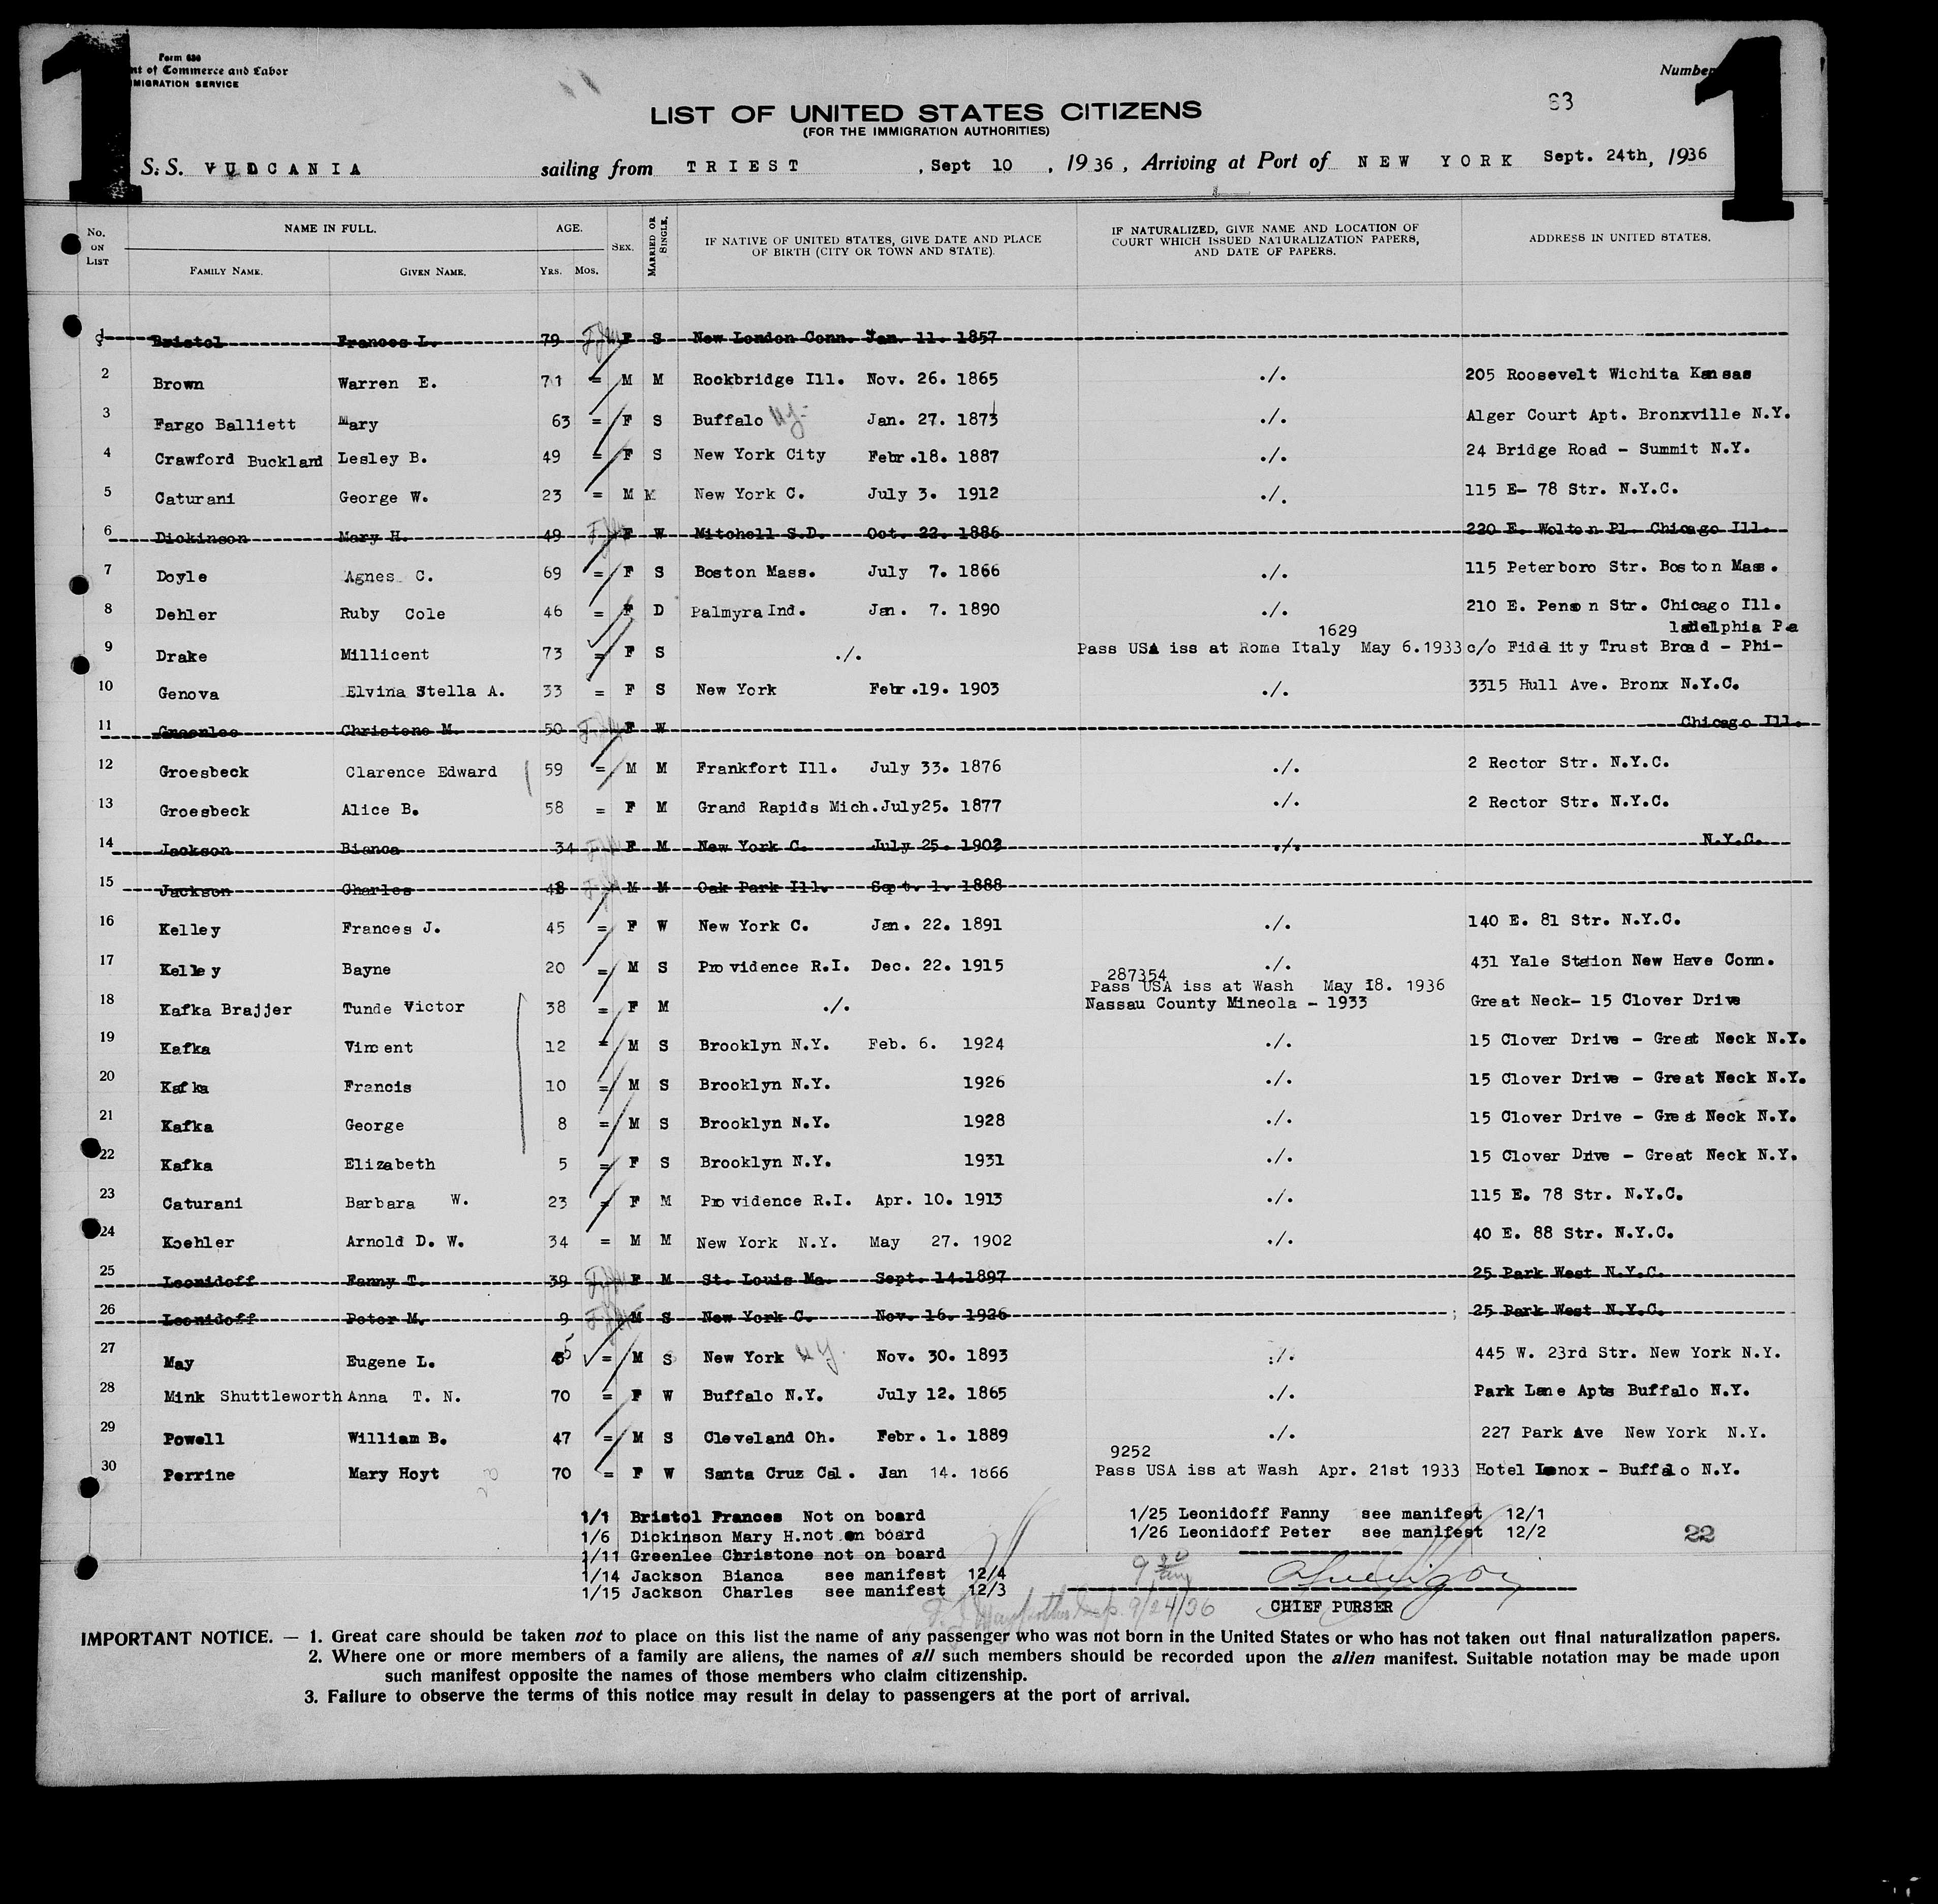 1 1
Form 630
nt of Commerce and Labor
MIGRATION SERVICE
Number
83
LIST OF UNITED STATES CITIZENS
(FOR THE IMMIGRATION AUTHORITIES)
S. S. VULCANIA sailing from TRIEST , Sept 10 , 1936 , Arriving at Port of NEW YORK Sept. 24th, 1936
No. ON LIST
NAME IN FULL.
FAMILY NAME. GIVEN NAME.
AGE.
YRS. MOS.
SEX.
MARRIED OR SINGLE.
IF NATIVE OF UNITED STATES, GIVE DATE AND PLACE
OF BIRTH (CITY OR TOWN AND STATE).
IF NATURALIZED, GIVE NAME AND LOCATION OF
COURT WHICH ISSUED NATURALIZATION PAPERS,
AND DATE OF PAPERS.
ADDRESS IN UNITED STATES.
1 Bristol Frances L. 79 F S New London Conn. Jan. 11. 1857
2 Brown Warren E. 71 = M M Rockbridge Ill. Nov. 26. 1865 ./. 205 Roosevelt Wichita Kansas
3 Fargo Balliett Mary 63 = F S Buffalo NY- Jan. 27. 1873 ./. Alger Court Apt. Bronxville N.Y.
4 Crawford Buckland Lesley B. 49 = F S New York City Febr.18. 1887 ./. 24 Bridge Road - Summit N.Y.
5 Caturani George W. 23 = M M New York C. July 3. 1912 ./. 115 E- 78 Str. N.Y.C.
6 Dickinson Mary H. 49 F W Mitchell S.D. Oct. 22. 1886 220 E. Wolton Pl. Chicago Ill.
7 Doyle Agnes C. 69 = F S Boston Mass. July 7. 1866 ./. 115 Peterboro Str. Boston Mass.
8 Dehler Ruby Cole 46 = F D Palmyra Ind. Jan. 7. 1890 ./. 210 E. Penson Str. Chicago Ill.
1629 ladelphia Pa
9 Drake Millicent 73 = F S ./. Pass USA iss at Rome Italy May 6.1933 c/o Fidelity Trust Broad - Phi-
10 Genova Elvina Stella A. 33 = F S New York Febr.19. 1903 ./. 3315 Hull Ave. Bronx N.Y.C.
11 Greenlee Christone M. 50 F W Chicago Ill.
12 Groesbeck Clarence Edward 59 = M M Frankfort Ill. July 33. 1876 ./. 2 Rector Str. N.Y.C.
13 Groesbeck Alice B. 58 = F M Grand Rapids Mich.July25. 1877 ./. 2 Rector Str. N.Y.C.
14 Jackson Bianca 34 F M New York C. July 25. 1902 ./. N.Y.C.
15 Jackson Charles 48 M M Oak Park Ill. Sept. 1. 1888
16 Kelley Frances J. 45 = F W New York C. Jan. 22. 1891 ./. 140 E. 81 Str. N.Y.C.
17 Kelley Bayne 20 = M S Providence R.I. Dec. 22. 1915 ./. 431 Yale Station New Have Conn.
287354
Pass USA iss at Wash May 18. 1936
18 Kafka Brajjer Tunde Victor 38 = F M ./. Nassau County Mineola - 1933 Great Neck- 15 Clover Drive
19 Kafka Vincent 12 = M S Brooklyn N.Y. Feb. 6. 1924 ./. 15 Clover Drive - Great Neck N.Y.
20 Kafka Francis 10 = M S Brooklyn N.Y. 1926 ./. 15 Clover Drive - Great Neck N.Y.
21 Kafka George 8 = M S Brooklyn N.Y. 1928 ./. 15 Clover Drive - Great Neck N.Y.
22 Kafka Elizabeth 5 = F S Brooklyn N.Y. 1931 ./. 15 Clover Drive - Great Neck N.Y.
23 Caturani Barbara W. 23 = F M Providence R.I. Apr. 10. 1913 ./. 115 E. 78 Str. N.Y.C.
24 Koehler Arnold D. W. 34 = M M New York N.Y. May 27. 1902 ./. 40 E. 88 Str. N.Y.C.
25 Leonidoff Fanny T. 39 F M St. Louis Mo. Sept. 14.1897 25 Park West N.Y.C.
26 Leonidoff Peter M. 9 M S New York C. Nov. 16. 1926 25 Park West N.Y.C.
27 May Eugene L. = M S New York NY. Nov. 30. 1893 ./. 445 W. 23rd Str. New York N.Y.
28 Mink Shuttleworth Anna T. N. 70 = F W Buffalo N.Y. July 12. 1865 ./. Park Lane Apts Buffalo N.Y.
29 Powell William B. 47 = M S Cleveland Oh. Febr. 1. 1889 ./. 227 Park Ave New York N.Y.
9252
30 Perrine Mary Hoyt 70 = F W Santa Cruz Cal. Jan 14. 1866 Pass USA iss at Wash Apr. 21st 1933 Hotel Lenox - Buffalo N.Y.
1/1 Bristol Frances Not on board
1/6 Dickinson Mary H.not on board
1/11 Greenlee Christone not on board
1/14 Jackson Bianca see manifest 12/4
1/15 Jackson Charles see manifest 12/3
1/25 Leonidoff Fanny see manifest 12/1
1/26 Leonidoff Peter see manifest 12/2
22
9 30 am
9/24/36
CHIEF PURSER
IMPORTANT NOTICE. — 1. Great care should be taken not to place on this list the name of any passenger who was not born in the United States or who has not taken out final naturalization papers.
2. Where one or more members of a family are aliens, the names of all such members should be recorded upon the alien manifest. Suitable notation may be made upon
such manifest opposite the names of those members who claim citizenship.
3. Failure to observe the terms of this notice may result in delay to passengers at the port of arrival.